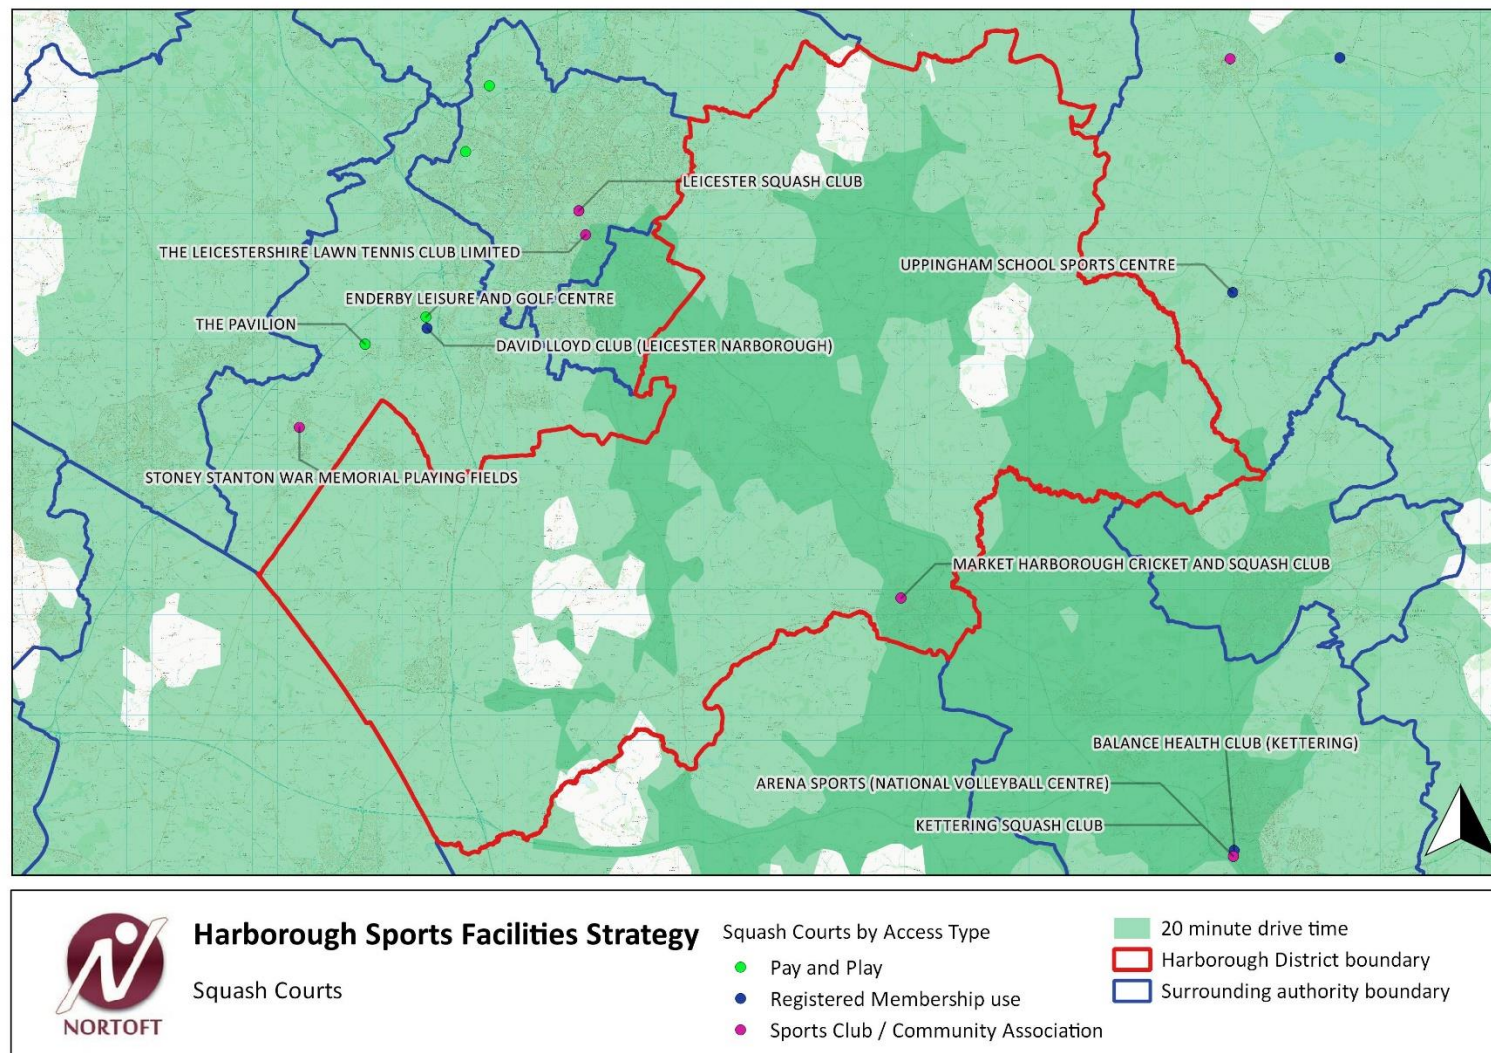 LEICESTER SQUASH CLUB
THE LEICESTERSHIRE LAWN TENNIS CLUB LIMITED
UPPINGHAM SCHOOL SPORTS CENTRE
ENDERBY LEISURE AND GOLF CENTRE
THE PAVILION
DAVID LLOYD CLUB (LEICESTER NARBOROUGH)
STONEY STANTON WAR MEMORIAL PLAYING FIELDS
MARKET HARBOROUGH CRICKET AND SQUASH CLUB
BALANCE HEALTH CLUB (KETTERING)
ARENA SPORTS (NATIONAL VOLLEYBALL CENTRE)
KETTERING SQUASH CLUB
NORTOFT
Harborough Sports Facilities Strategy
Squash Courts
Squash Courts by Access Type
Pay and Play
Registered Membership use
Sports Club / Community Association
20 minute drive time
Harborough District boundary
Surrounding authority boundary